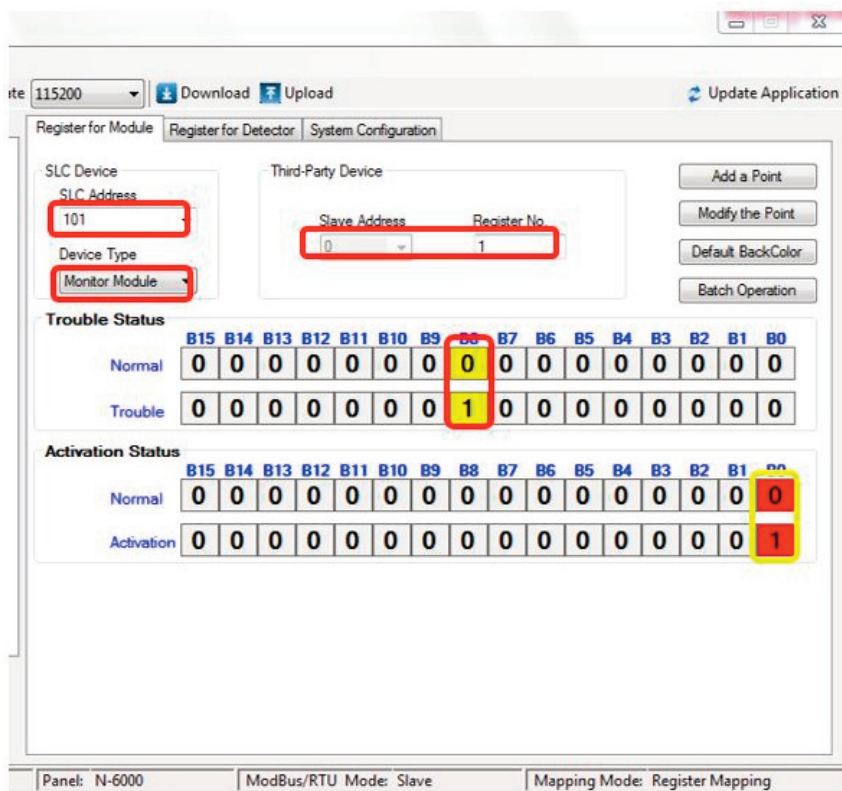 ate 115200 Download Upload Update Application
Register for Module Register for Detector System Configuration
SLC Device Third-Party Device
SLC Address
101
Slave Address Register No.
0 1
Device Type
Monitor Module
Add a Point
Modify the Point
Default BackColor
Batch Operation
Trouble Status
B15 B14 B13 B12 B11 B10 B9 B8 B7 B6 B5 B4 B3 B2 B1 B0
Normal 0 0 0 0 0 0 0 0 0 0 0 0 0 0 0 0
Trouble 0 0 0 0 0 0 0 1 0 0 0 0 0 0 0 0
Activation Status
B15 B14 B13 B12 B11 B10 B9 B8 B7 B6 B5 B4 B3 B2 B1 B0
Normal 0 0 0 0 0 0 0 0 0 0 0 0 0 0 0 0
Activation 0 0 0 0 0 0 0 0 0 0 0 0 0 0 0 1
Panel: N-6000 ModBus/RTU Mode: Slave Mapping Mode: Register Mapping